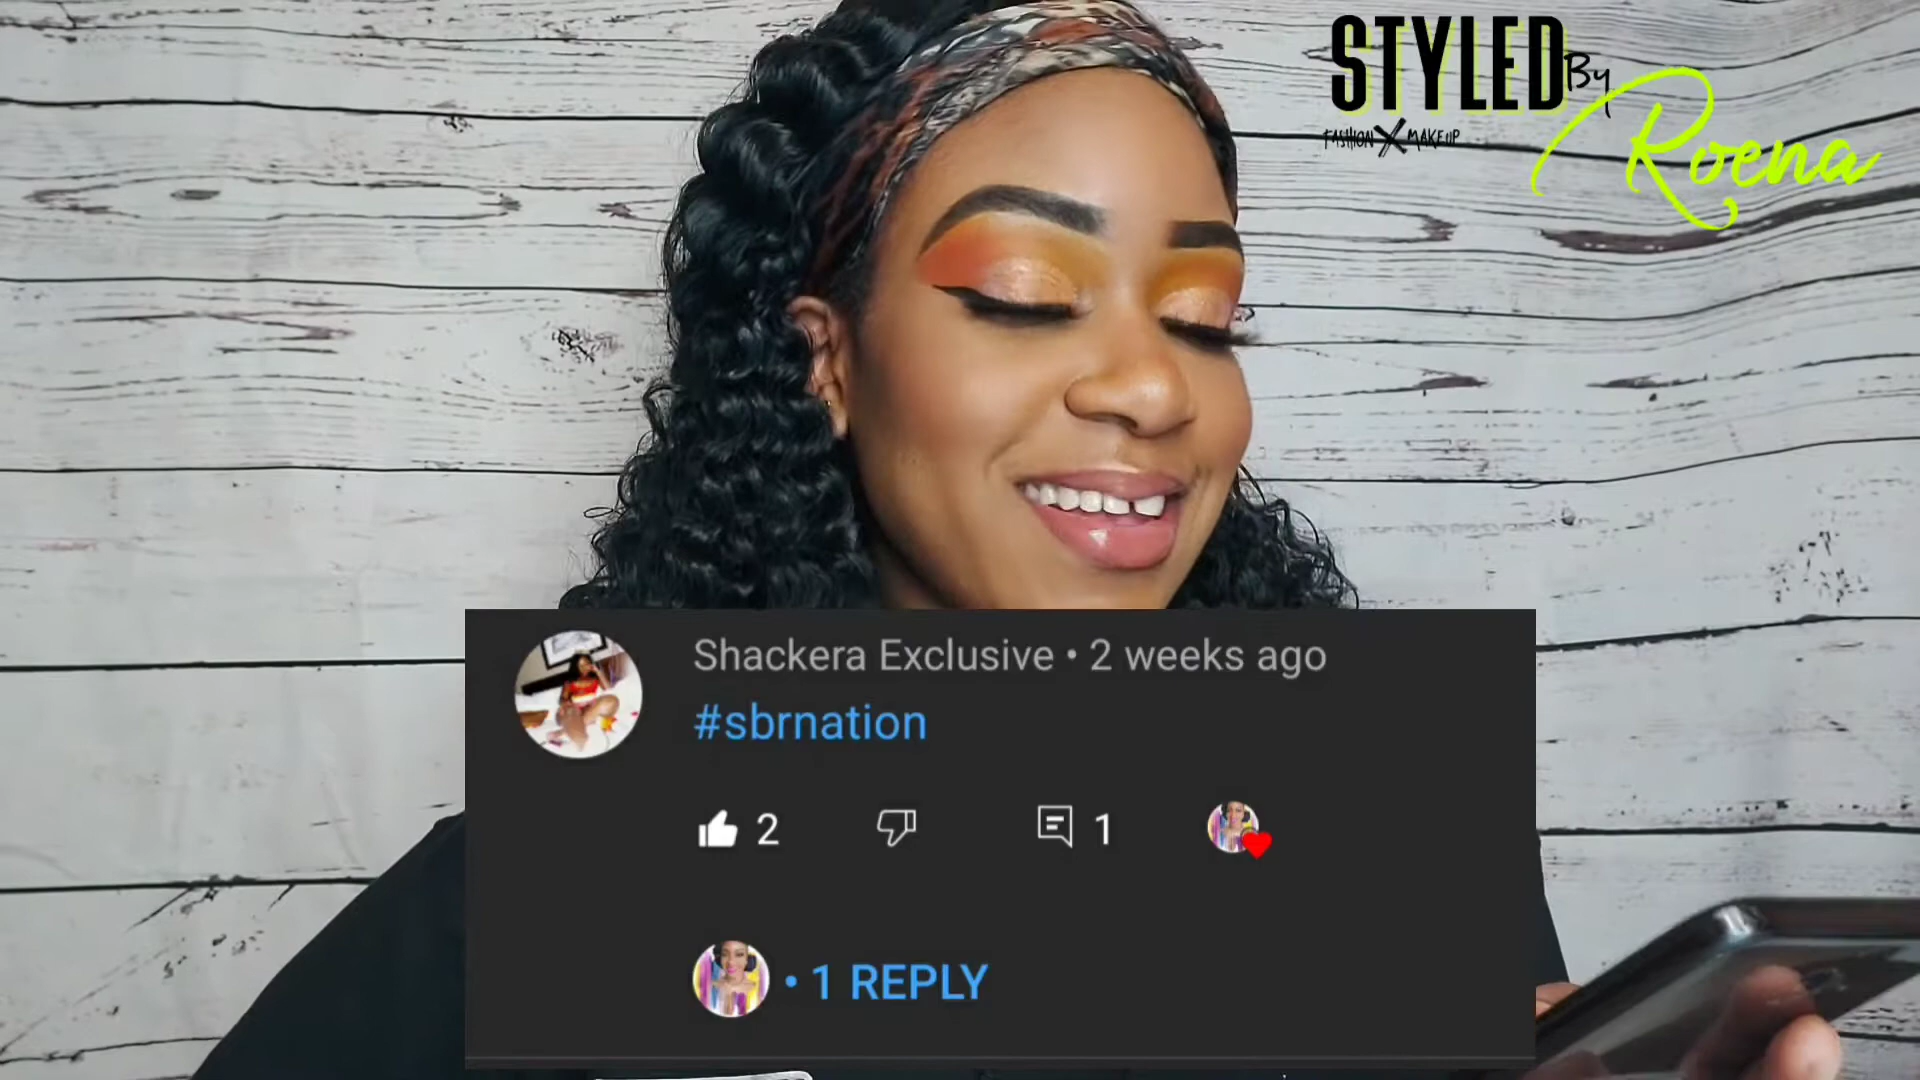 STYLED By
Roena
FASHION X MAKEUP
Shackera Exclusive • 2 weeks ago
#sbrnation
2
1
• 1 REPLY